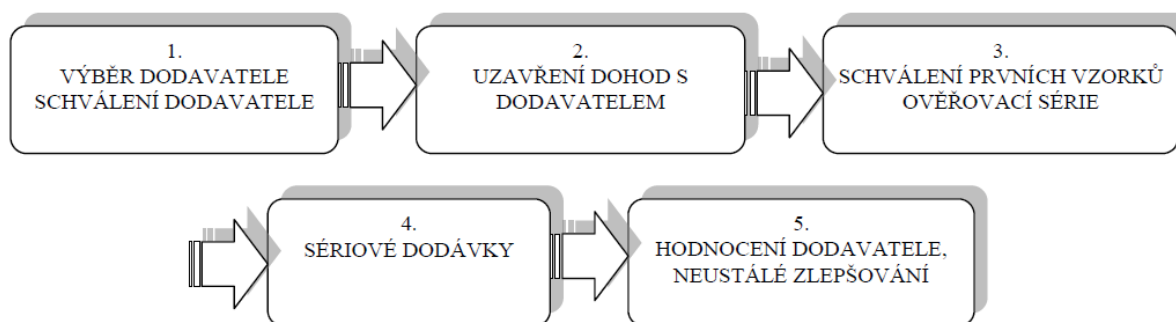 1.
VÝBĚR DODAVATELE
SCHVÁLENÍ DODAVATELE
2.
UZAVŘENÍ DOHOD S
DODAVATELEM
3.
SCHVÁLENÍ PRVNÍCH VZORKŮ
OVĚŘOVACÍ SÉRIE
4.
SÉRIOVÉ DODÁVKY
5.
HODNOCENÍ DODAVATELE,
NEUSTÁLÉ ZLEPŠOVÁNÍ